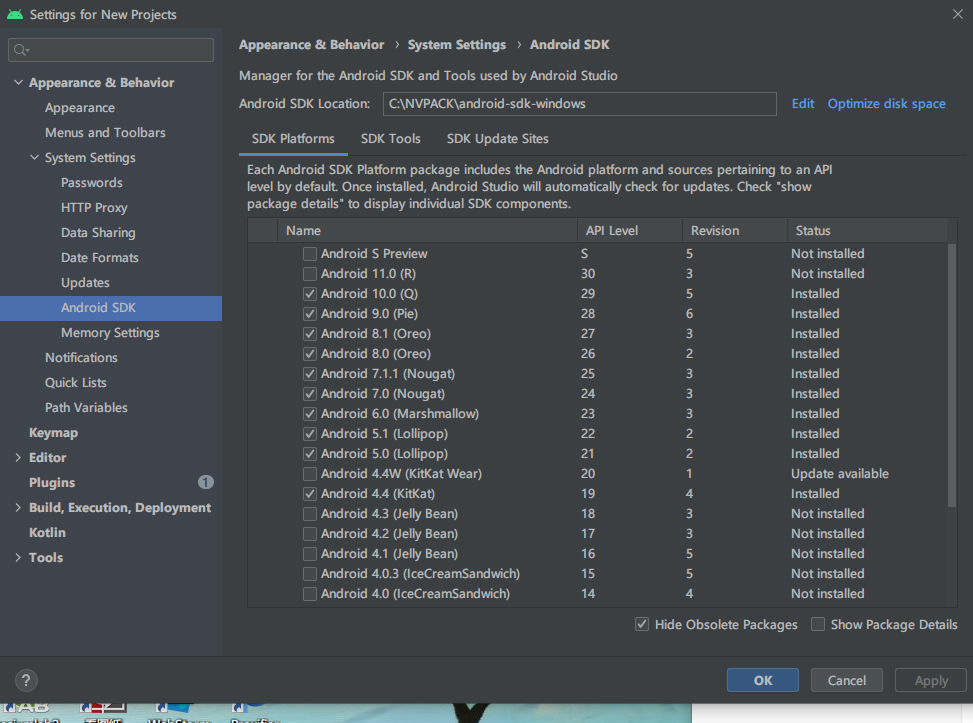 Settings for New Projects
Appearance & Behavior
Appearance
Menus and Toolbars
System Settings
Passwords
HTTP Proxy
Data Sharing
Date Formats
Updates
Android SDK
Memory Settings
Notifications
Quick Lists
Path Variables
Keymap
Editor
Plugins 1
Build, Execution, Deployment
Kotlin
Tools
Appearance & Behavior › System Settings › Android SDK
Manager for the Android SDK and Tools used by Android Studio
Android SDK Location: C:\NVPACK\android-sdk-windows Edit Optimize disk space
SDK Platforms SDK Tools SDK Update Sites
Each Android SDK Platform package includes the Android platform and sources pertaining to an API
level by default. Once installed, Android Studio will automatically check for updates. Check "show
package details" to display individual SDK components.
Name API Level Revision Status
Android S Preview S 5 Not installed
Android 11.0 (R) 30 3 Not installed
Android 10.0 (Q) 29 5 Installed
Android 9.0 (Pie) 28 6 Installed
Android 8.1 (Oreo) 27 3 Installed
Android 8.0 (Oreo) 26 2 Installed
Android 7.1.1 (Nougat) 25 3 Installed
Android 7.0 (Nougat) 24 3 Installed
Android 6.0 (Marshmallow) 23 3 Installed
Android 5.1 (Lollipop) 22 2 Installed
Android 5.0 (Lollipop) 21 2 Installed
Android 4.4W (KitKat Wear) 20 1 Update available
Android 4.4 (KitKat) 19 4 Installed
Android 4.3 (Jelly Bean) 18 3 Not installed
Android 4.2 (Jelly Bean) 17 3 Not installed
Android 4.1 (Jelly Bean) 16 5 Not installed
Android 4.0.3 (IceCreamSandwich) 15 5 Not installed
Android 4.0 (IceCreamSandwich) 14 4 Not installed
Hide Obsolete Packages Show Package Details
? OK Cancel Apply